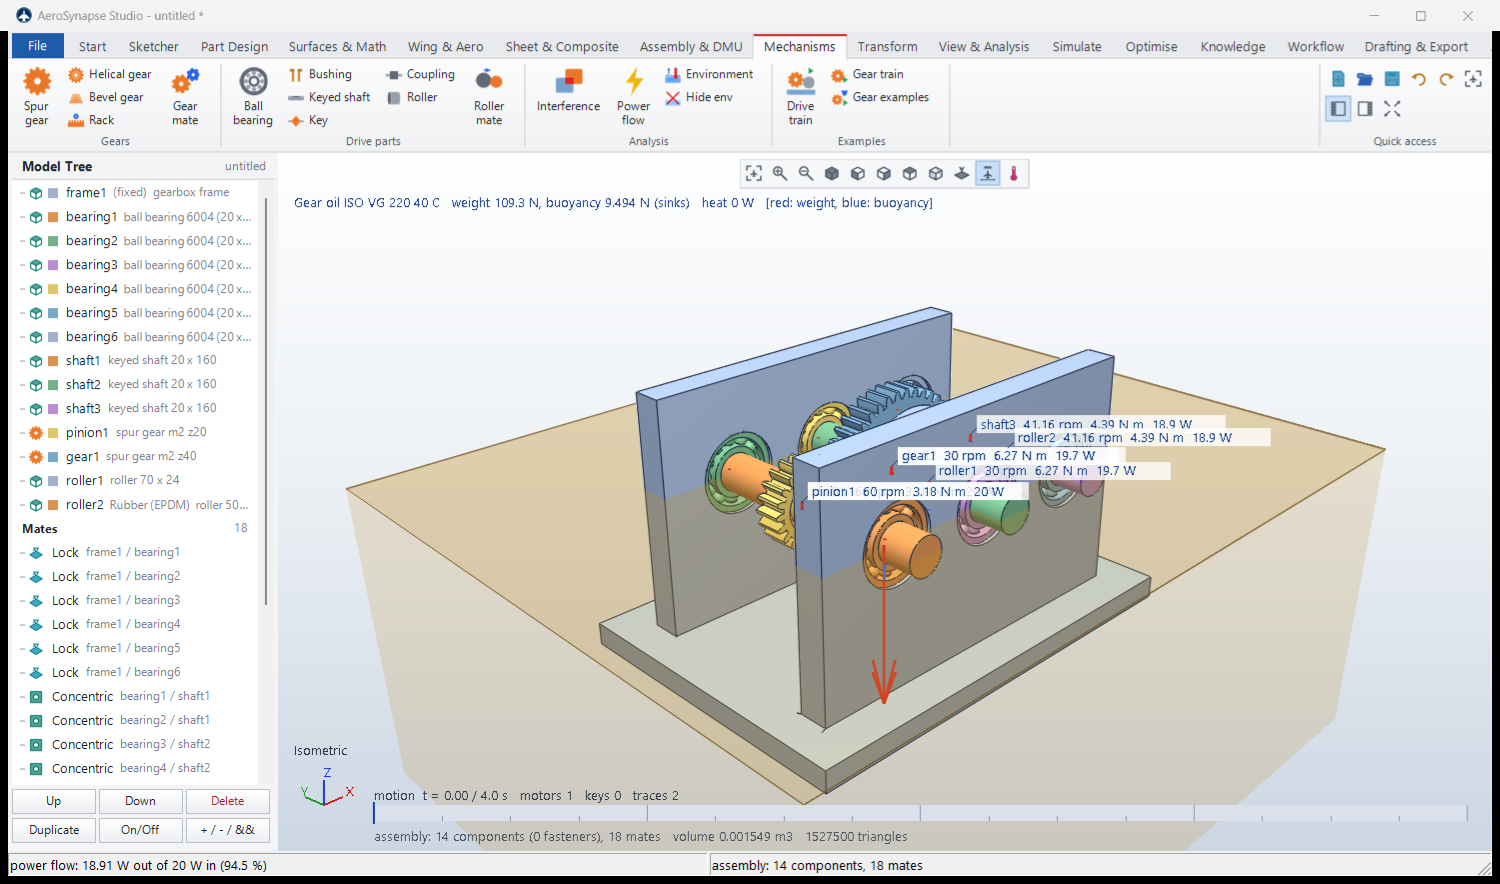 AeroSynapse Studio - untitled *
File Start Sketcher Part Design Surfaces & Math Wing & Aero Sheet & Composite Assembly & DMU Mechanisms Transform View & Analysis Simulate Optimise Knowledge Workflow Drafting & Export
Spur gear
Helical gear
Bevel gear
Rack
Gear mate
Gears
Ball bearing
Bushing
Keyed shaft
Key
Coupling
Roller
Roller mate
Drive parts
Interference
Power flow
Environment
Hide env
Analysis
Drive train
Gear train
Gear examples
Examples
Quick access
Model Tree untitled
frame1 (fixed) gearbox frame
bearing1 ball bearing 6004 (20 x...
bearing2 ball bearing 6004 (20 x...
bearing3 ball bearing 6004 (20 x...
bearing4 ball bearing 6004 (20 x...
bearing5 ball bearing 6004 (20 x...
bearing6 ball bearing 6004 (20 x...
shaft1 keyed shaft 20 x 160
shaft2 keyed shaft 20 x 160
shaft3 keyed shaft 20 x 160
pinion1 spur gear m2 z20
gear1 spur gear m2 z40
roller1 roller 70 x 24
roller2 Rubber (EPDM) roller 50...
Mates 18
Lock frame1 / bearing1
Lock frame1 / bearing2
Lock frame1 / bearing3
Lock frame1 / bearing4
Lock frame1 / bearing5
Lock frame1 / bearing6
Concentric bearing1 / shaft1
Concentric bearing2 / shaft1
Concentric bearing3 / shaft2
Concentric bearing4 / shaft2
Up Down Delete
Duplicate On/Off + / - / &&
Gear oil ISO VG 220 40 C weight 109.3 N, buoyancy 9.494 N (sinks) heat 0 W [red: weight, blue: buoyancy]
shaft3 41.16 rpm 4.39 N m 18.9 W
roller2 41.16 rpm 4.39 N m 18.9 W
gear1 30 rpm 6.27 N m 19.7 W
roller1 30 rpm 6.27 N m 19.7 W
pinion1 60 rpm 3.18 N m 20 W
Isometric
Z
Y
X
motion t = 0.00 / 4.0 s motors 1 keys 0 traces 2
assembly: 14 components (0 fasteners), 18 mates volume 0.001549 m3 1527500 triangles
power flow: 18.91 W out of 20 W in (94.5 %)
assembly: 14 components, 18 mates